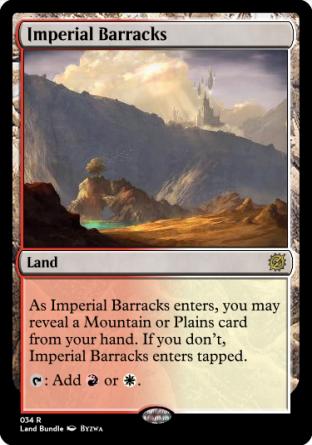 Imperial Barracks
Land
As Imperial Barracks enters, you may
reveal a Mountain or Plains card
from your hand. If you don't,
Imperial Barracks enters tapped.
: Add or .
034 R
Land Bundle Byzwa